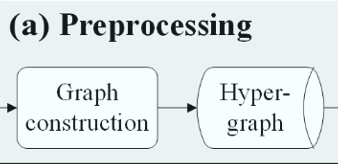 (a) Preprocessing
Graph
construction
Hyper-
graph